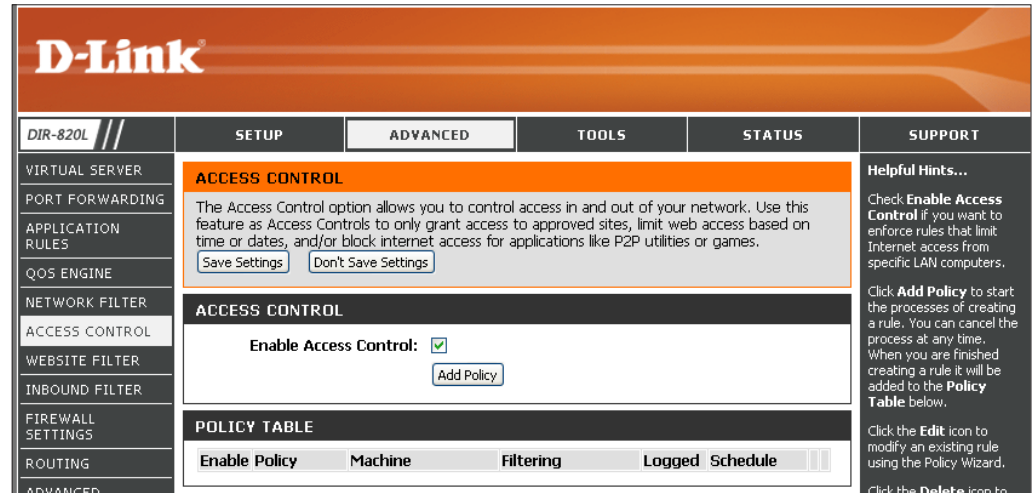 D-Link®
DIR-820L
SETUP
ADVANCED
TOOLS
STATUS
SUPPORT
VIRTUAL SERVER
PORT FORWARDING
APPLICATION
RULES
QOS ENGINE
NETWORK FILTER
ACCESS CONTROL
WEBSITE FILTER
INBOUND FILTER
FIREWALL
SETTINGS
ROUTING
ADVANCED
ACCESS CONTROL
The Access Control option allows you to control access in and out of your network. Use this
feature as Access Controls to only grant access to approved sites, limit web access based on
time or dates, and/or block internet access for applications like P2P utilities or games.
Save Settings
Don't Save Settings
ACCESS CONTROL
Enable Access Control:
Add Policy
POLICY TABLE
Enable Policy Machine Filtering Logged Schedule
Helpful Hints...
Check Enable Access
Control if you want to
enforce rules that limit
Internet access from
specific LAN computers.
Click Add Policy to start
the processes of creating
a rule. You can cancel the
process at any time.
When you are finished
creating a rule it will be
added to the Policy
Table below.
Click the Edit icon to
modify an existing rule
using the Policy Wizard.
Click the Delete icon to